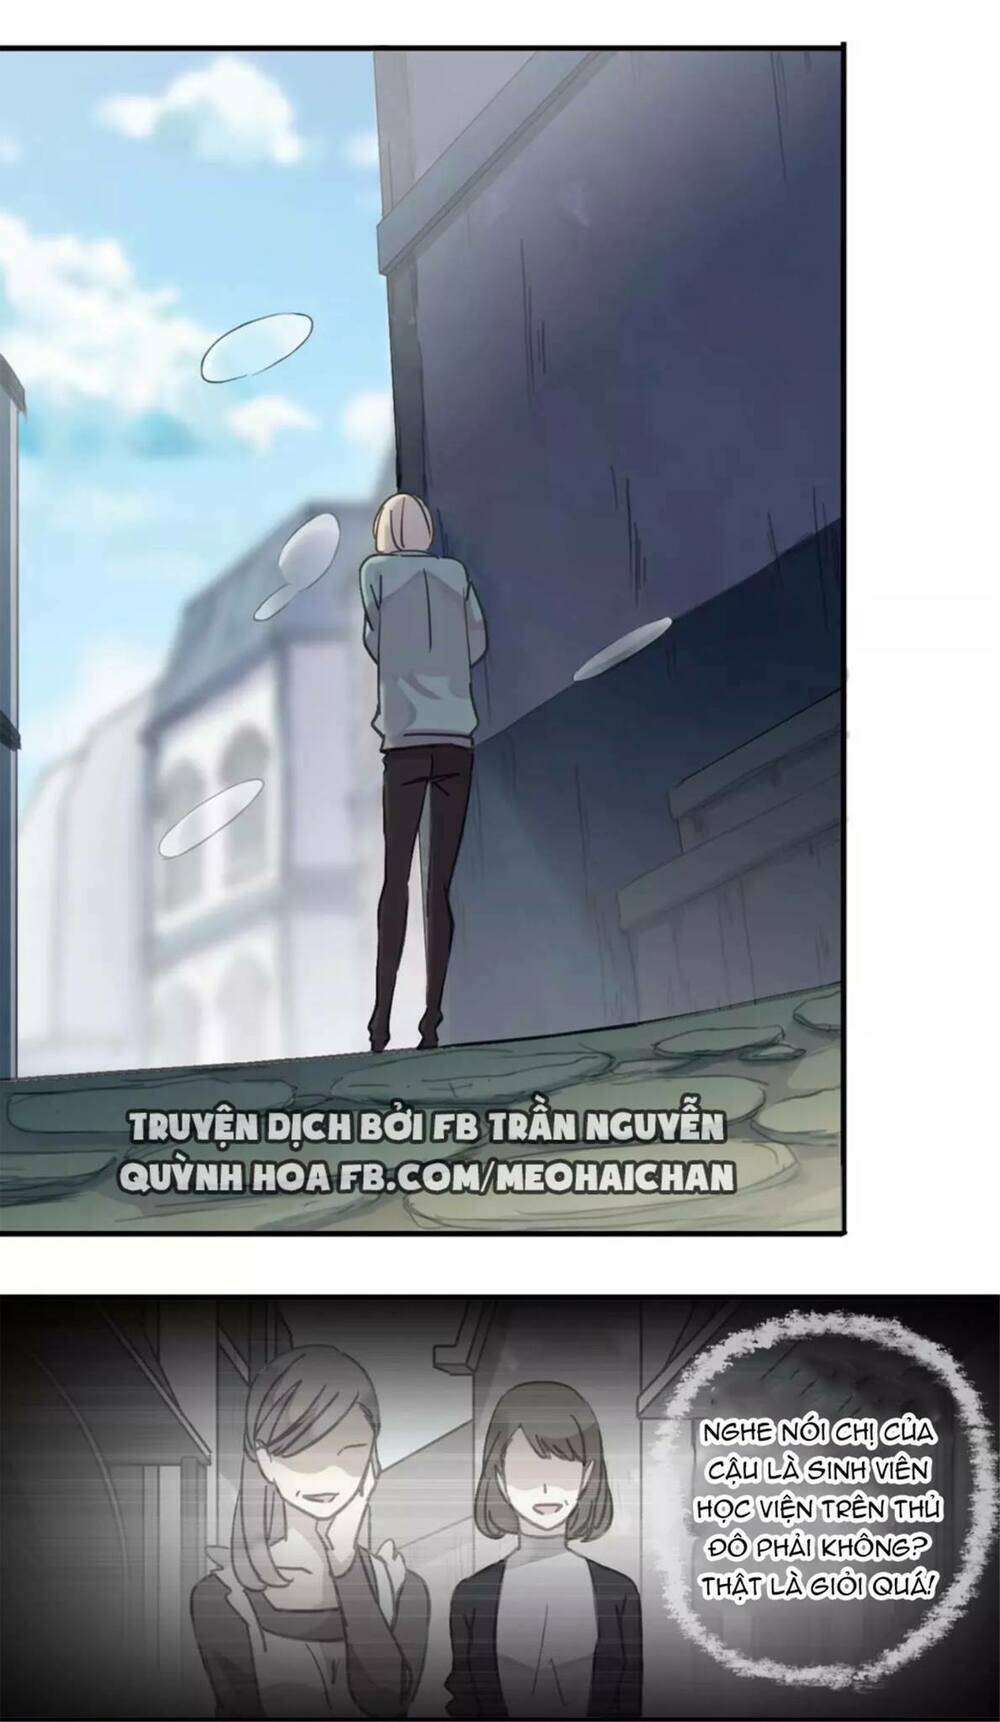 TRUYỆN DỊCH BỞI FB TRẦN NGUYỄN
QUỲNH HOA FB.COM/MEOHAICHAN
NGHE NÓI CHỊ CỦA
CẬU LÀ SINH VIÊN
HỌC VIỆN TRÊN THỦ
ĐÔ PHẢI KHÔNG?
THẬT LÀ GIỎI QUÁ!